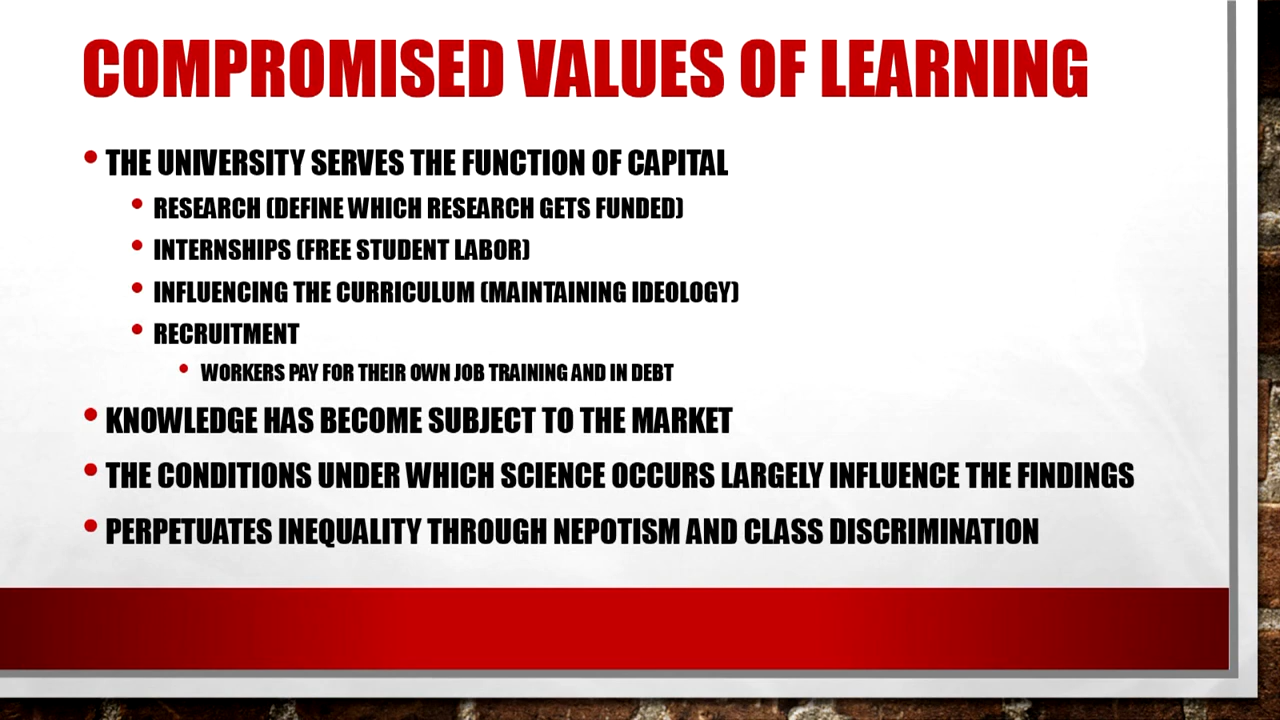 COMPROMISED VALUES OF LEARNING
• THE UNIVERSITY SERVES THE FUNCTION OF CAPITAL
• RESEARCH (DEFINE WHICH RESEARCH GETS FUNDED)
• INTERNSHIPS (FREE STUDENT LABOR)
• INFLUENCING THE CURRICULUM (MAINTAINING IDEOLOGY)
• RECRUITMENT
• WORKERS PAY FOR THEIR OWN JOB TRAINING AND IN DEBT
• KNOWLEDGE HAS BECOME SUBJECT TO THE MARKET
• THE CONDITIONS UNDER WHICH SCIENCE OCCURS LARGELY INFLUENCE THE FINDINGS
• PERPETUATES INEQUALITY THROUGH NEPOTISM AND CLASS DISCRIMINATION